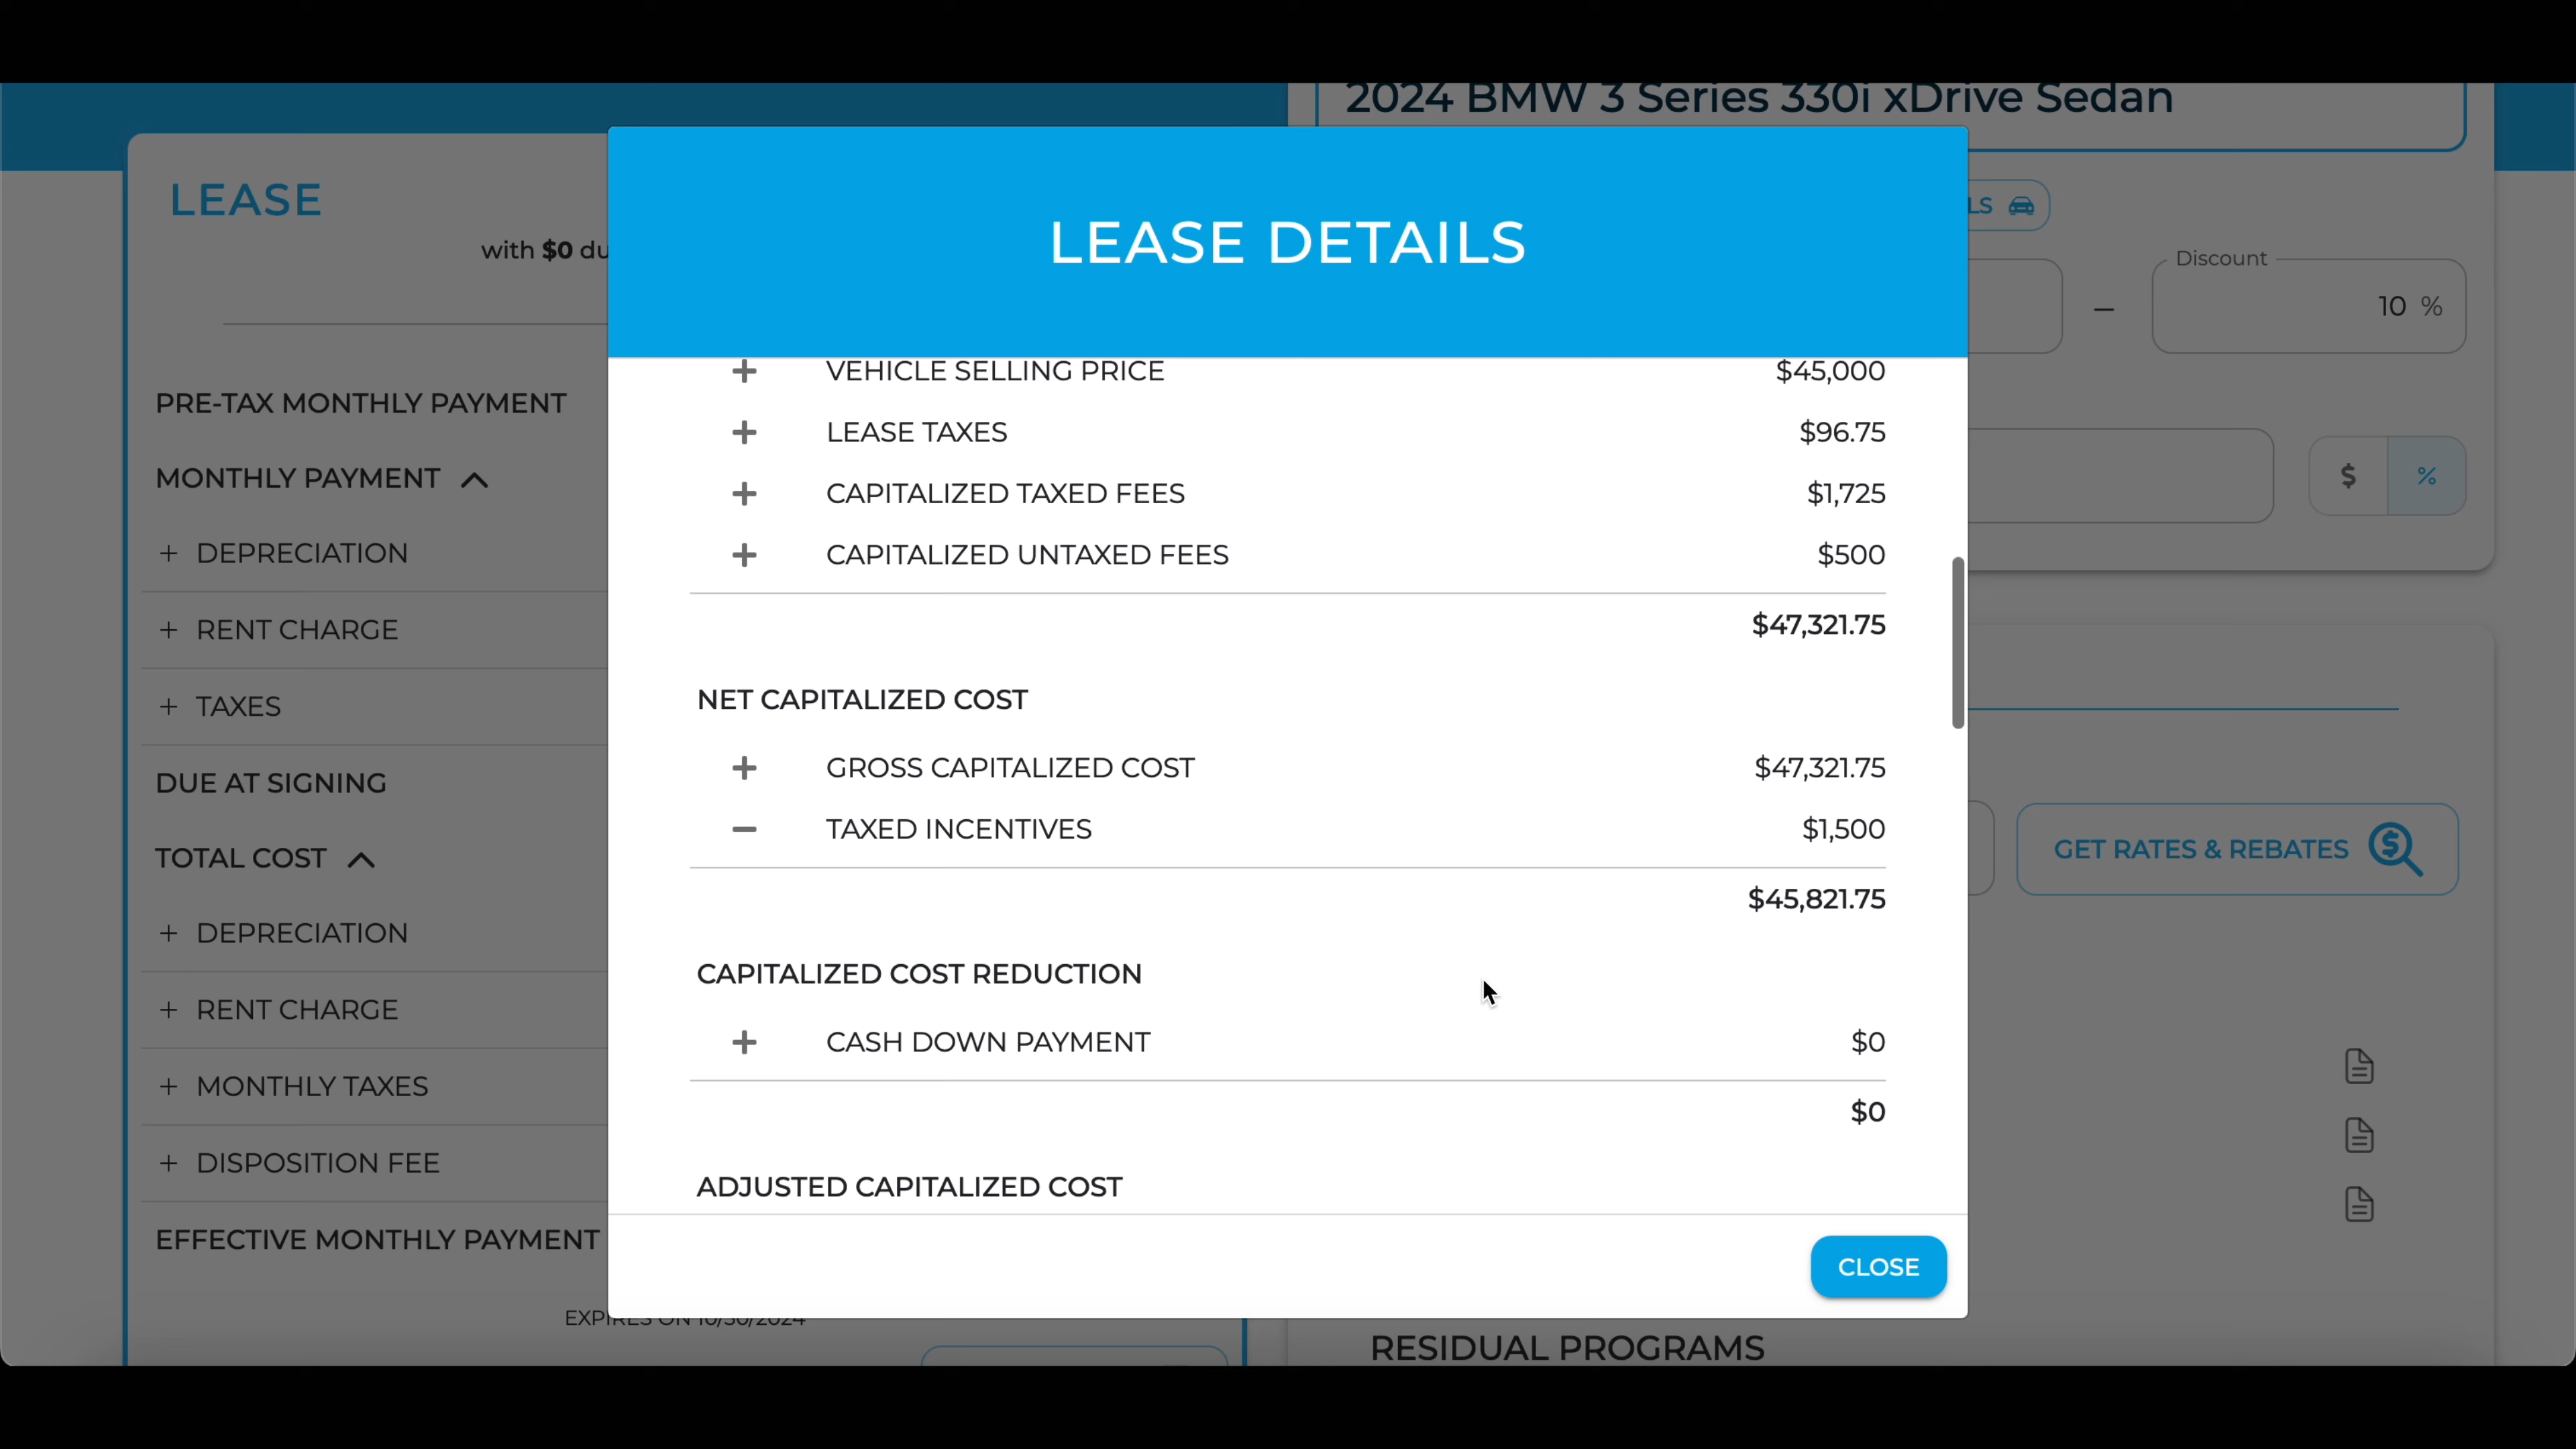 2024 BMW 3 Series 330i xDrive Sedan
LEASE
with $0 du
LS
Discount
10 %
PRE-TAX MONTHLY PAYMENT
MONTHLY PAYMENT
+ DEPRECIATION
+ RENT CHARGE
+ TAXES
DUE AT SIGNING
TOTAL COST
+ DEPRECIATION
+ RENT CHARGE
+ MONTHLY TAXES
+ DISPOSITION FEE
EFFECTIVE MONTHLY PAYMENT
EXPIRES ON 10/30/2024
LEASE DETAILS
+ VEHICLE SELLING PRICE $45,000
+ LEASE TAXES $96.75
+ CAPITALIZED TAXED FEES $1,725
+ CAPITALIZED UNTAXED FEES $500
$47,321.75
NET CAPITALIZED COST
+ GROSS CAPITALIZED COST $47,321.75
− TAXED INCENTIVES $1,500
$45,821.75
CAPITALIZED COST REDUCTION
+ CASH DOWN PAYMENT $0
$0
ADJUSTED CAPITALIZED COST
CLOSE
$ %
GET RATES & REBATES
RESIDUAL PROGRAMS